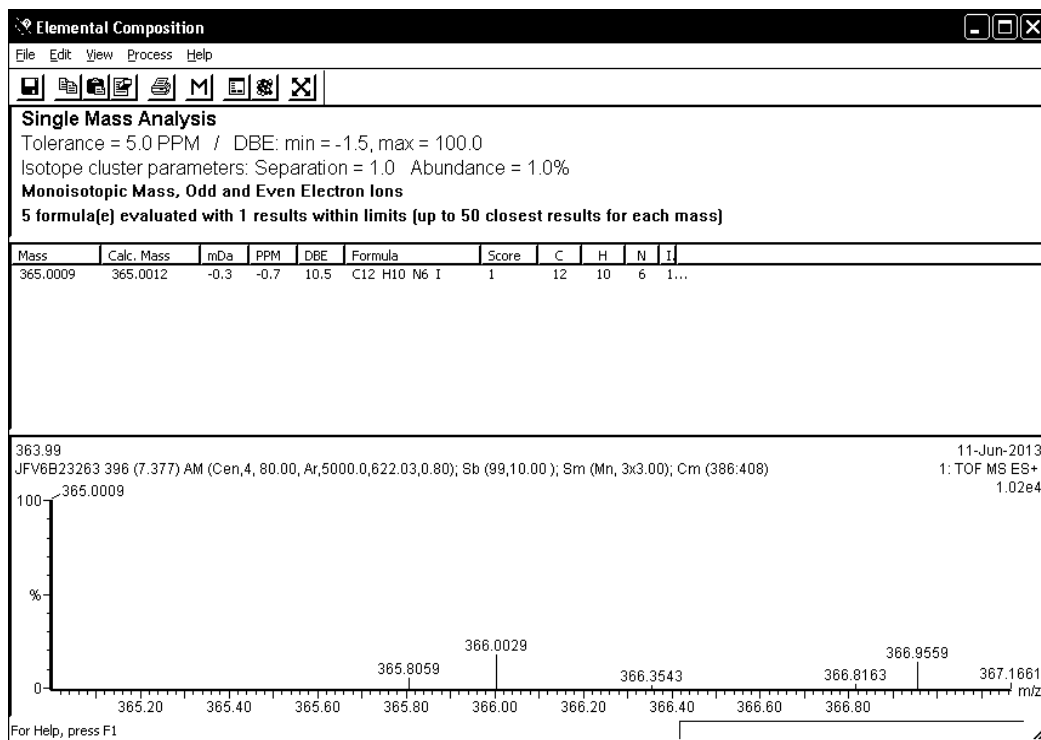 Elemental Composition
File Edit View Process Help
M
Single Mass Analysis
Tolerance = 5.0 PPM / DBE: min = -1.5, max = 100.0
Isotope cluster parameters: Separation = 1.0 Abundance = 1.0%
Monoisotopic Mass, Odd and Even Electron Ions
5 formula(e) evaluated with 1 results within limits (up to 50 closest results for each mass)
Mass Calc. Mass mDa PPM DBE Formula Score C H N I
365.0009 365.0012 -0.3 -0.7 10.5 C12 H10 N6 I 1 12 10 6 1...
363.99 11-Jun-2013
JFV6B23263 396 (7.377) AM (Cen,4, 80.00, Ar,5000.0,622.03,0.80); Sb (99,10.00 ); Sm (Mn, 3x3.00); Cm (386:408) 1: TOF MS ES+
365.0009 1.02e4
100
%
366.0029
365.8059 366.3543 366.8163 366.9559 367.1661
0 m/z
365.20 365.40 365.60 365.80 366.00 366.20 366.40 366.60 366.80
For Help, press F1